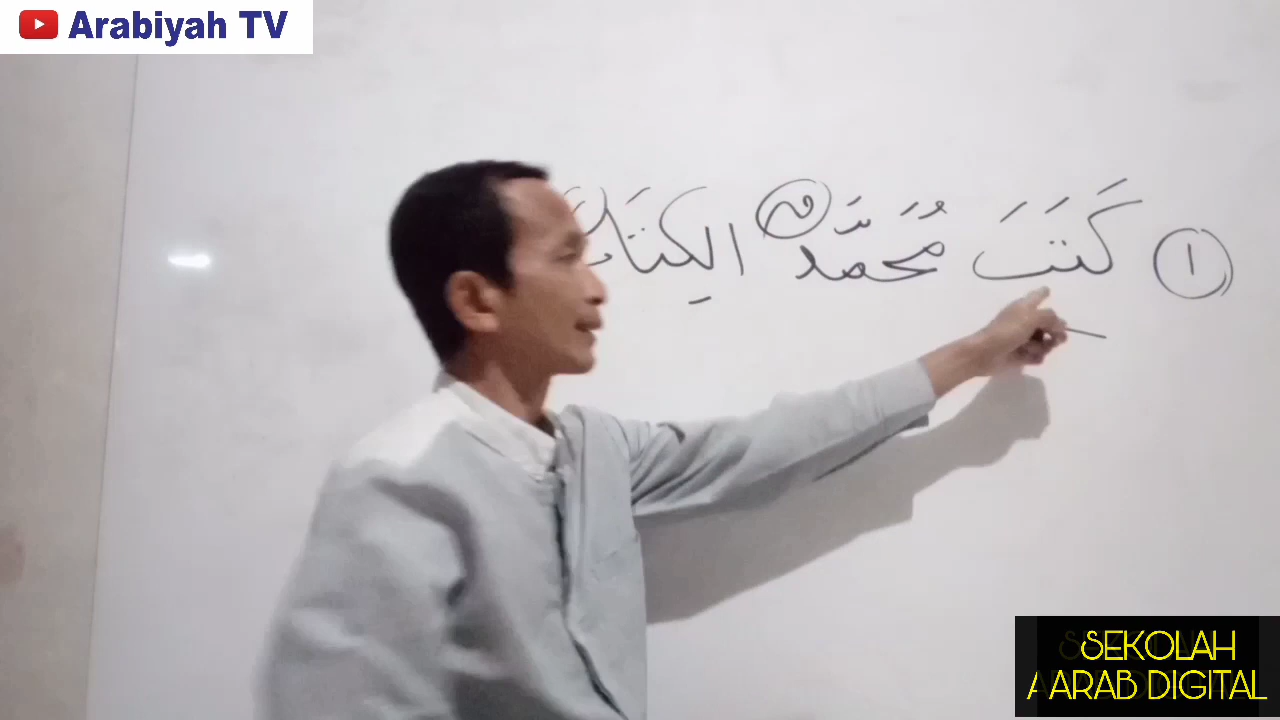 Arabiyah TV
١ كَتَبَ مُحَمَّدٌ الكِتَابَ
SEKOLAH
ARAB DIGITAL